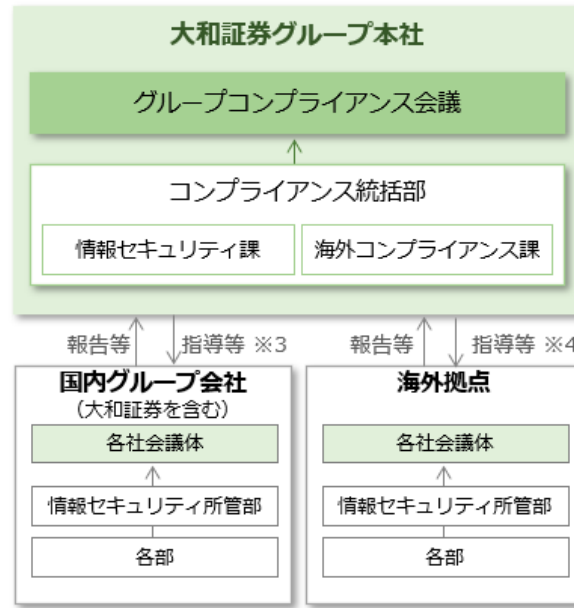 大和証券グループ本社
グループコンプライアンス会議
コンプライアンス統括部
情報セキュリティ課
海外コンプライアンス課
報告等
指導等 ※3
報告等
指導等 ※4
国内グループ会社
(大和証券を含む)
各社会議体
情報セキュリティ所管部
各部
海外拠点
各社会議体
情報セキュリティ所管部
各部